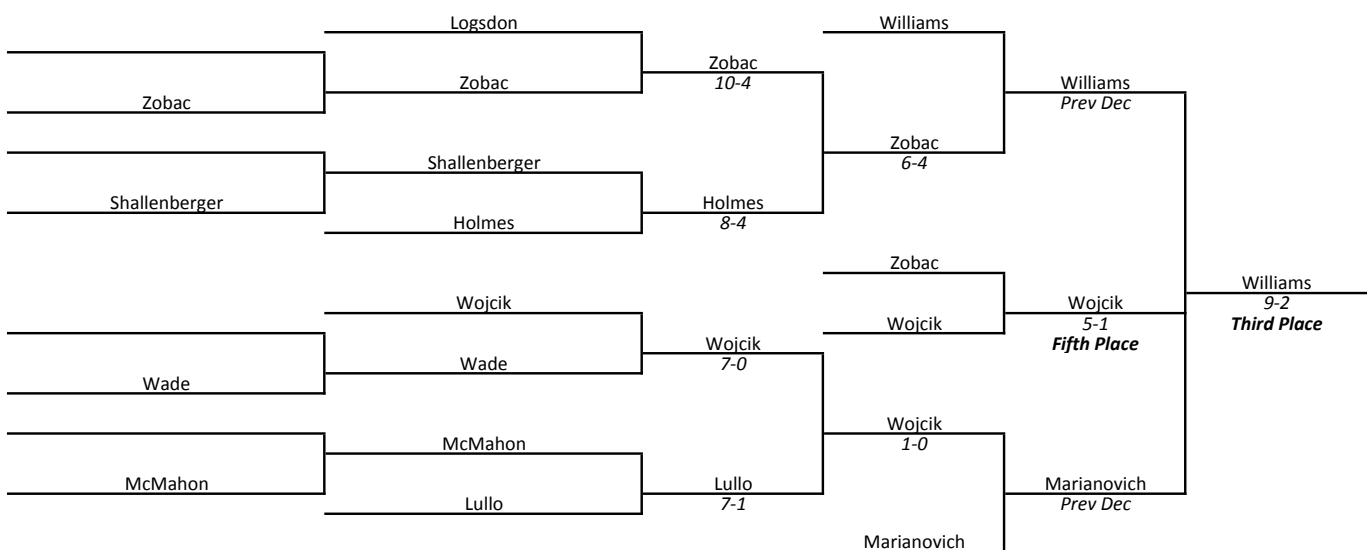 Logsdon
Williams
Zobac
10-4
Williams
Prev Dec
Zobac
Zobac
Zobac
6-4
Shallenberger
Shallenberger
Holmes
8-4
Holmes
Zobac
Williams
9-2
Third Place
Wojcik
Wojcik
5-1
Fifth Place
Wojcik
Wojcik
7-0
Wade
Wade
Wojcik
1-0
McMahon
McMahon
Lullo
7-1
Marianovich
Prev Dec
Lullo
Marianovich